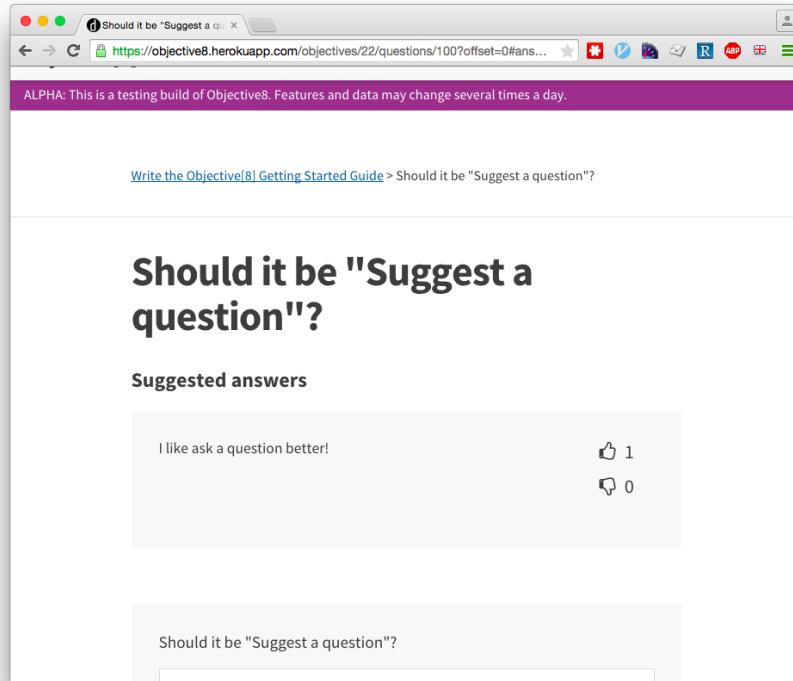 Should it be "Suggest a qu
https://objective8.herokuapp.com/objectives/22/questions/100?offset=0#ans...
R
ABP
ALPHA: This is a testing build of Objective8. Features and data may change several times a day.
Write the Objective[8] Getting Started Guide > Should it be "Suggest a question"?
Should it be "Suggest a
question"?
Suggested answers
I like ask a question better!
1
0
Should it be "Suggest a question"?